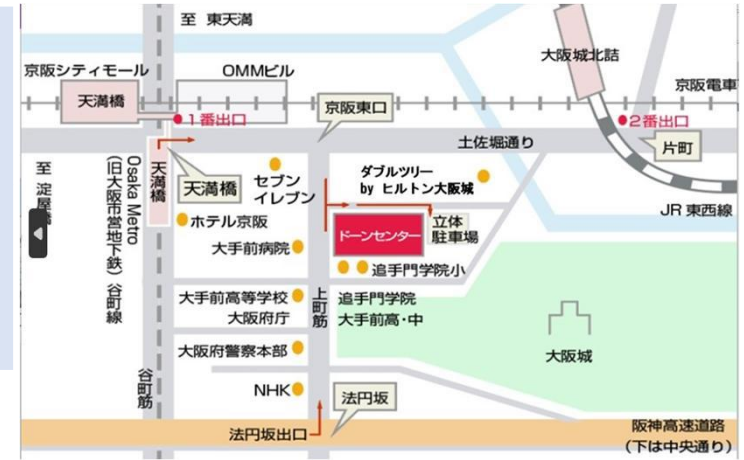 至 東天満
大阪城北詰
京阪シティモール
OMMビル
京阪電車
天満橋
京阪東口
1番出口
2番出口
土佐堀通り
片町
至 淀屋橋
Osaka Metro
(旧大阪市営地下鉄) 谷町線
天満橋
天満橋
セブン
イレブン
ダブルツリー
by ヒルトン大阪城
JR東西線
ホテル京阪
ドーンセンター
立体
駐車場
大手前病院
追手門学院小
大手前高等学校
大阪府庁
上町筋
追手門学院
大手前高・中
大阪城
大阪府警察本部
谷町筋
NHK
法円坂
法円坂出口
阪神高速道路
(下は中央通り)